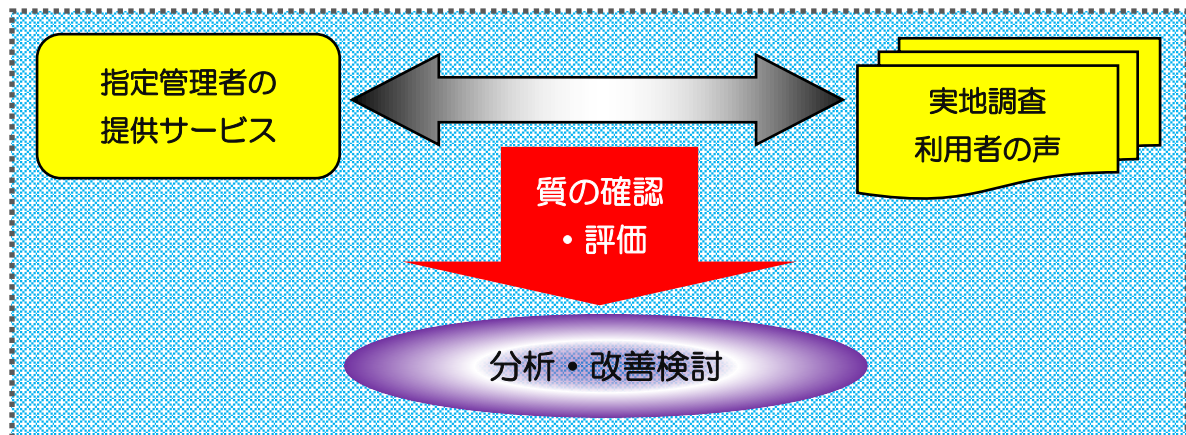 指定管理者の
提供サービス
実地調査
利用者の声
質の確認
・評価
分析・改善検討